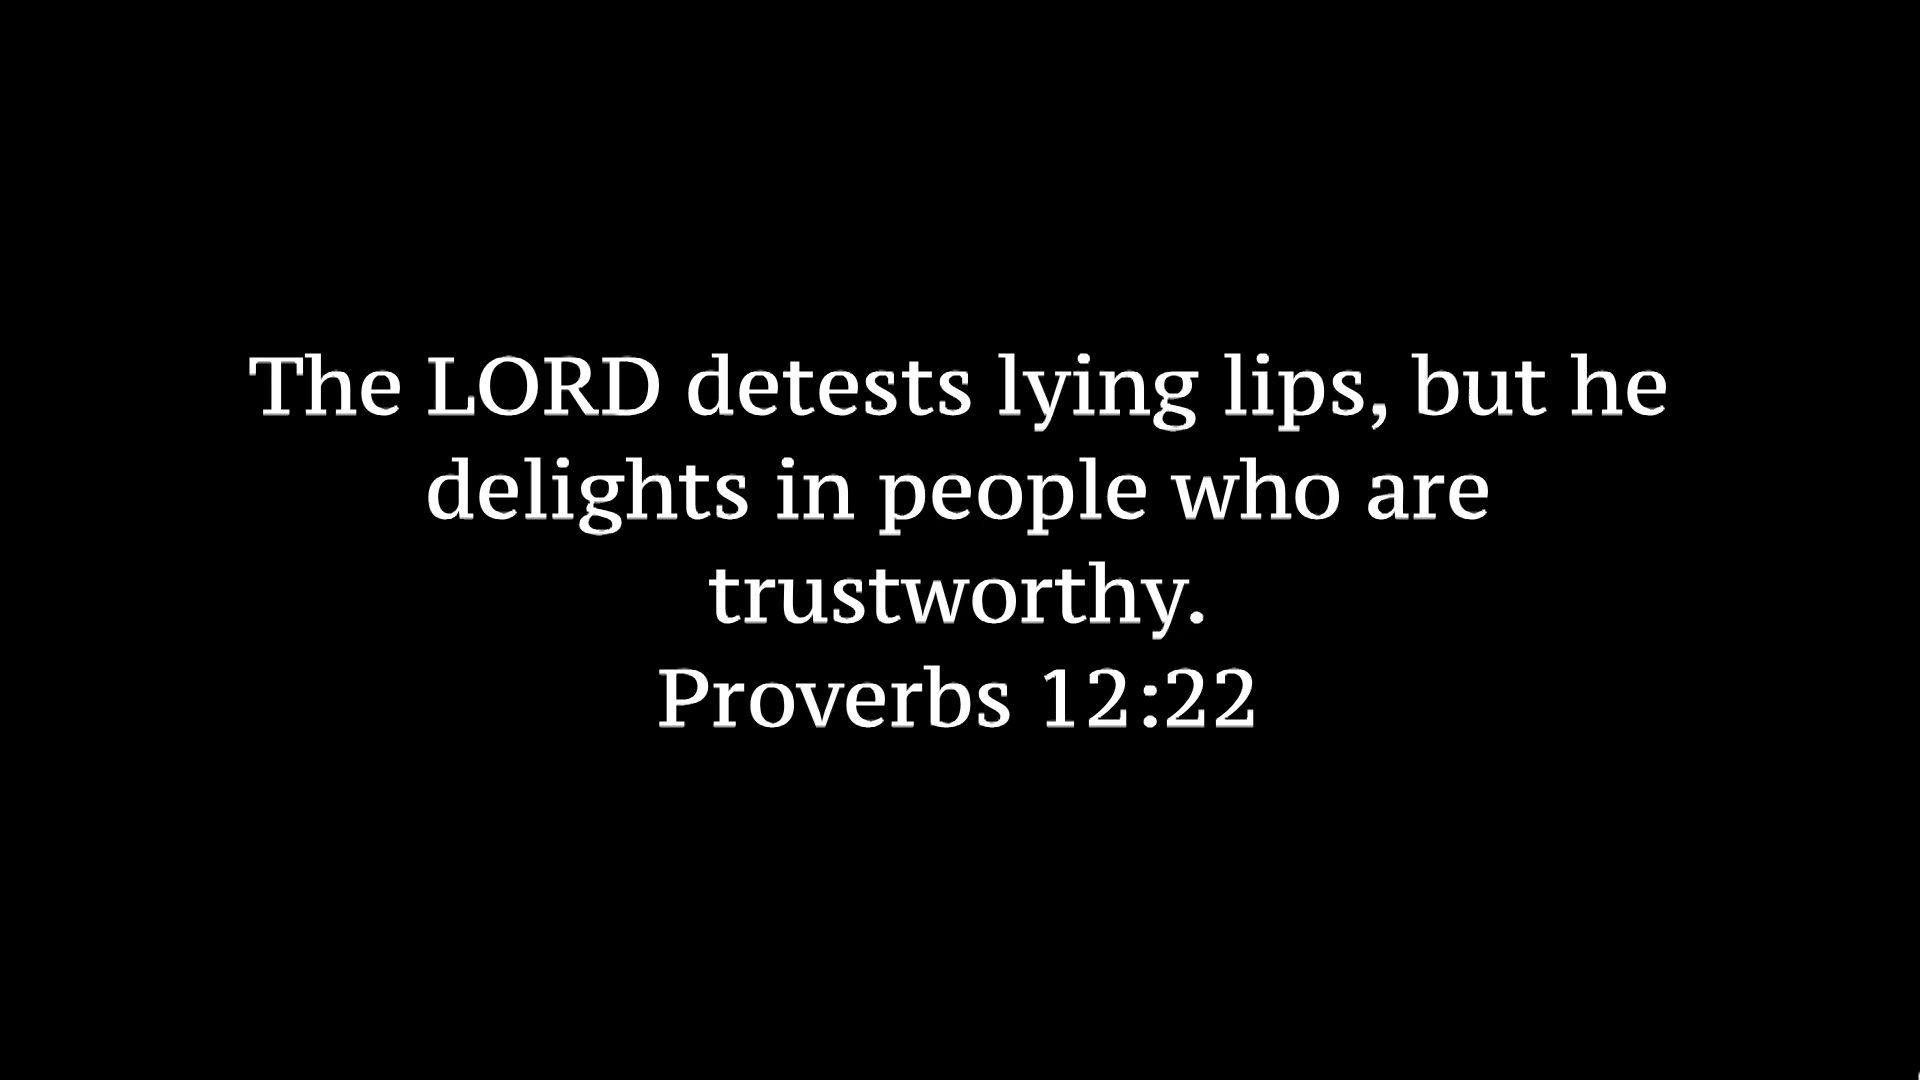 The LORD detests lying lips, but he
delights in people who are
trustworthy.
Proverbs 12:22